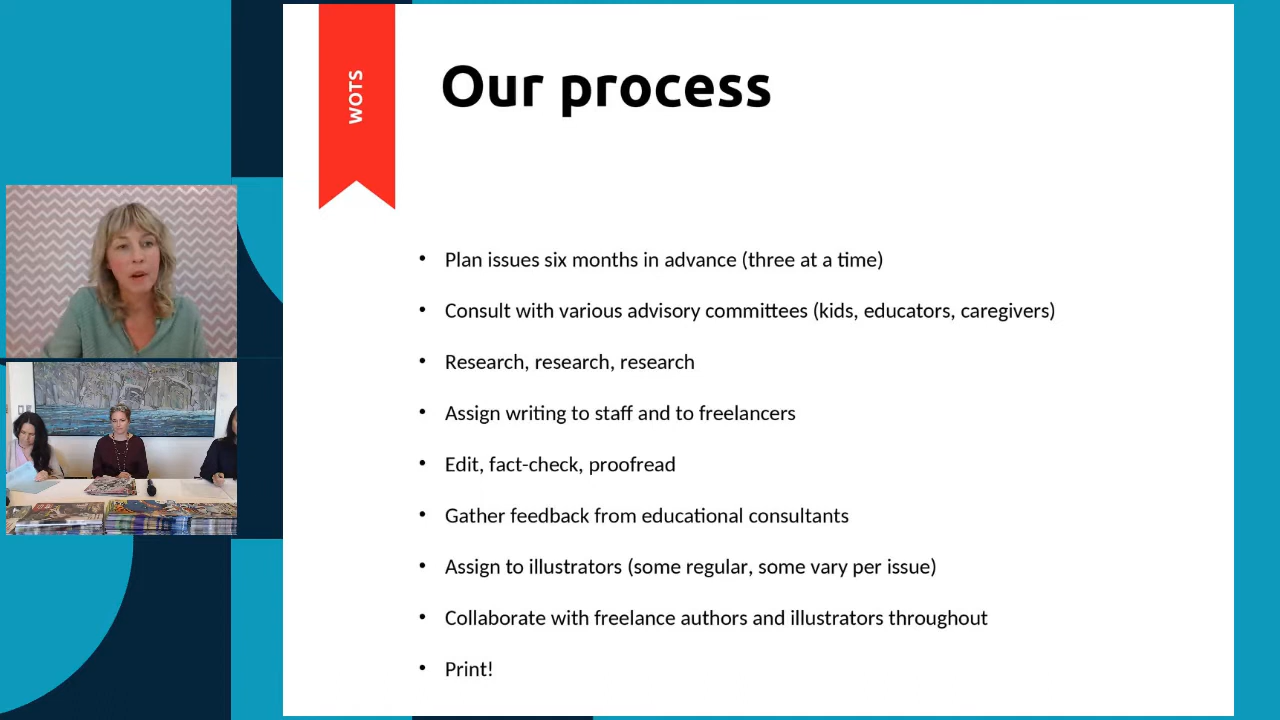 WOTS
Our process
• Plan issues six months in advance (three at a time)
• Consult with various advisory committees (kids, educators, caregivers)
• Research, research, research
• Assign writing to staff and to freelancers
• Edit, fact-check, proofread
• Gather feedback from educational consultants
• Assign to illustrators (some regular, some vary per issue)
• Collaborate with freelance authors and illustrators throughout
• Print!